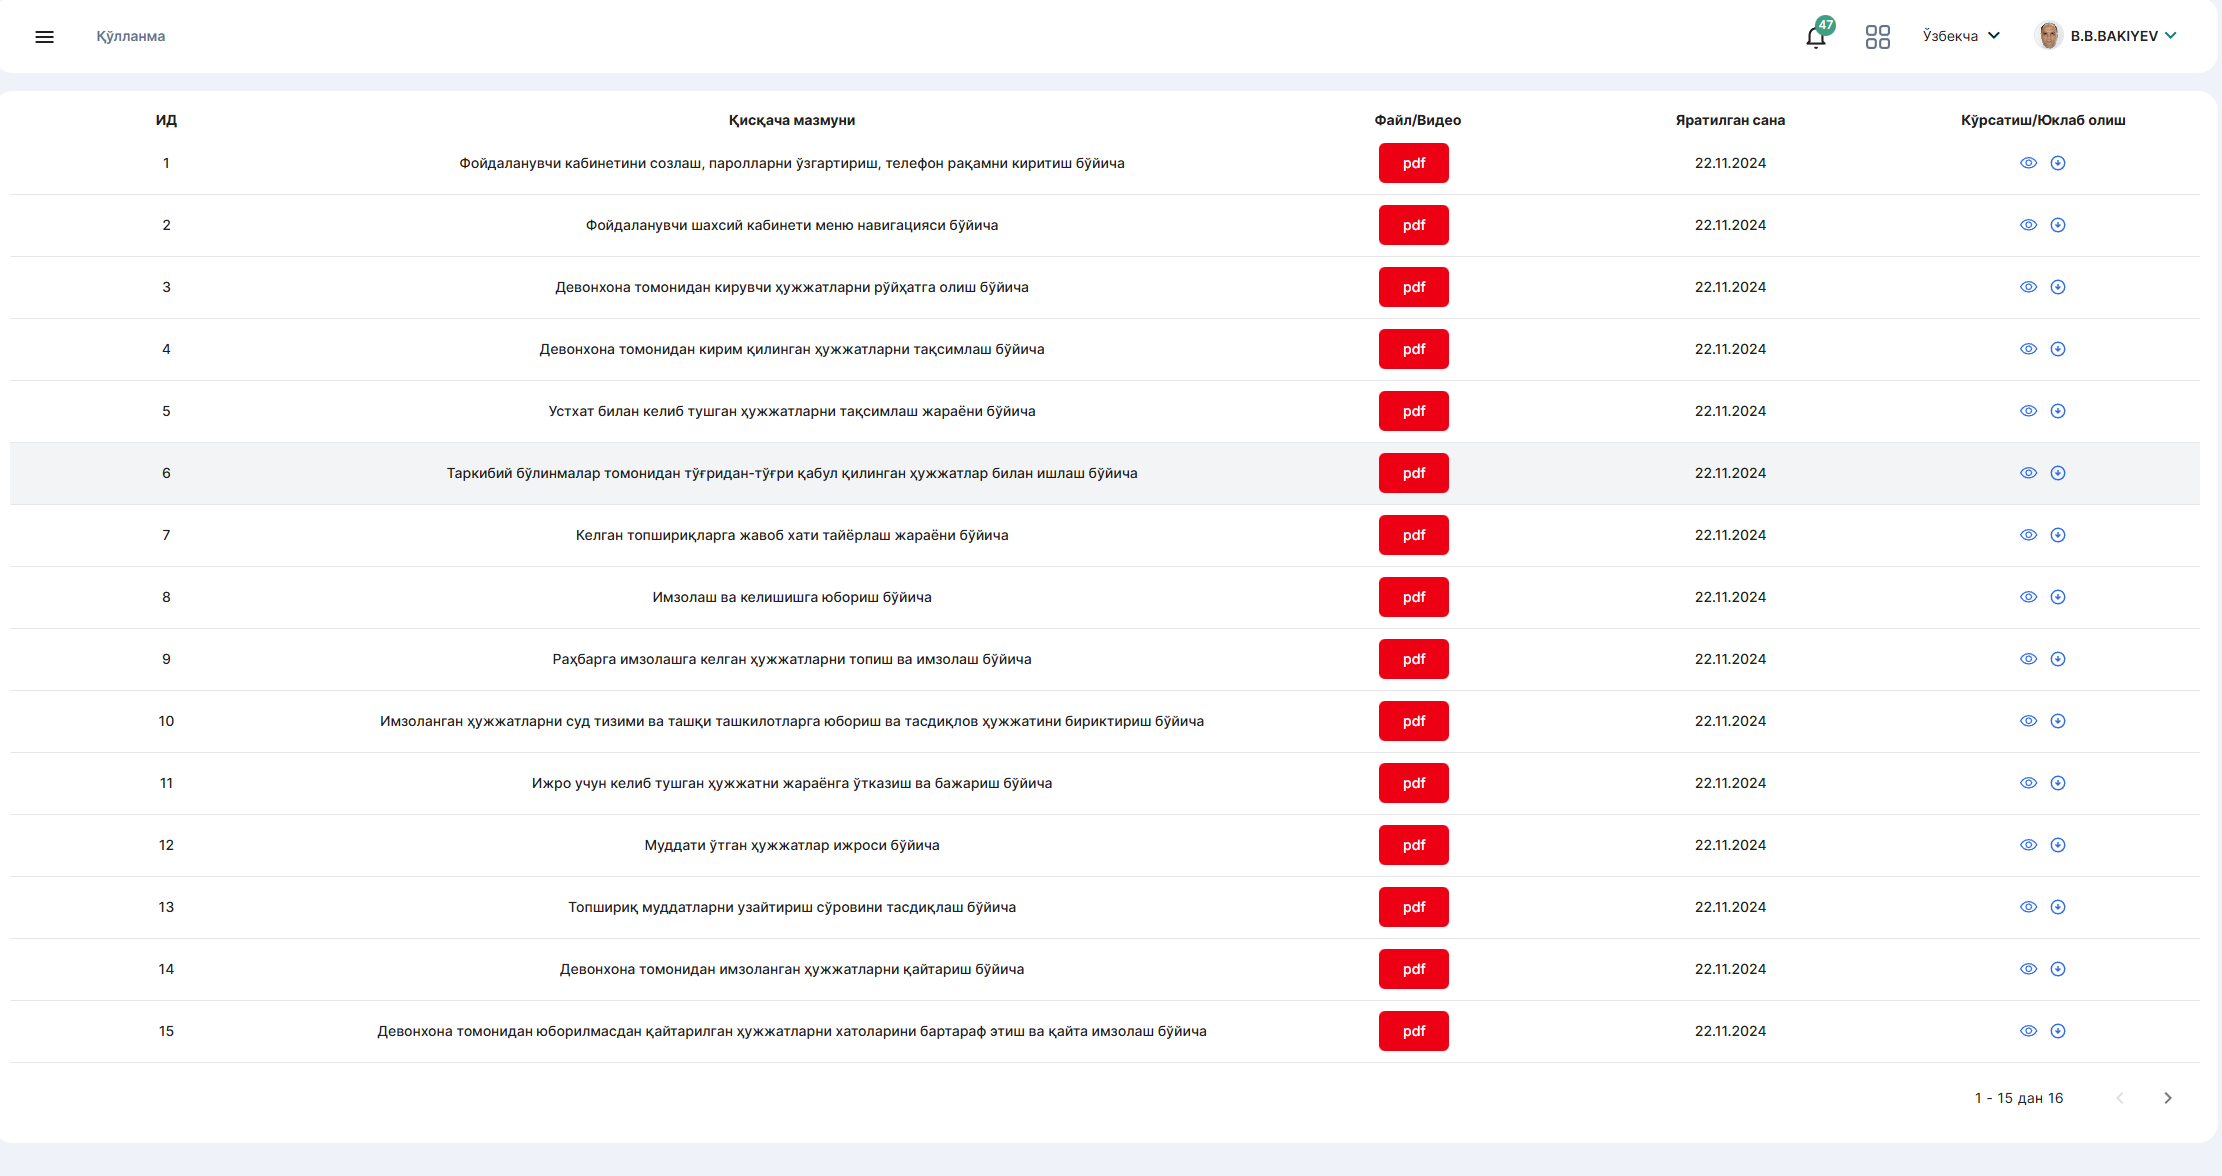 Қўлланма
47
Ўзбекча
B.B.BAKIYEV
ИД Қисқача мазмуни Файл/Видео Яратилган сана Кўрсатиш/Юклаб олиш
1 Фойдаланувчи кабинетини созлаш, паролларни ўзгартириш, телефон рақамни киритиш бўйича pdf 22.11.2024
2 Фойдаланувчи шахсий кабинети меню навигацияси бўйича pdf 22.11.2024
3 Девонхона томонидан кирувчи ҳужжатларни рўйҳатга олиш бўйича pdf 22.11.2024
4 Девонхона томонидан кирим қилинган ҳужжатларни тақсимлаш бўйича pdf 22.11.2024
5 Устхат билан келиб тушган ҳужжатларни тақсимлаш жараёни бўйича pdf 22.11.2024
6 Таркибий бўлинмалар томонидан тўғридан-тўғри қабул қилинган ҳужжатлар билан ишлаш бўйича pdf 22.11.2024
7 Келган топшириқларга жавоб хати тайёрлаш жараёни бўйича pdf 22.11.2024
8 Имзолаш ва келишишга юбориш бўйича pdf 22.11.2024
9 Раҳбарга имзолашга келган ҳужжатларни топиш ва имзолаш бўйича pdf 22.11.2024
10 Имзоланган ҳужжатларни суд тизими ва ташқи ташкилотларга юбориш ва тасдиқлов ҳужжатини бириктириш бўйича pdf 22.11.2024
11 Ижро учун келиб тушган ҳужжатни жараёнга ўтказиш ва бажариш бўйича pdf 22.11.2024
12 Муддати ўтган ҳужжатлар ижроси бўйича pdf 22.11.2024
13 Топшириқ муддатларни узайтириш сўровини тасдиқлаш бўйича pdf 22.11.2024
14 Девонхона томонидан имзоланган ҳужжатларни қайтариш бўйича pdf 22.11.2024
15 Девонхона томонидан юборилмасдан қайтарилган ҳужжатларни хатоларини бартараф этиш ва қайта имзолаш бўйича pdf 22.11.2024
1 - 15 дан 16